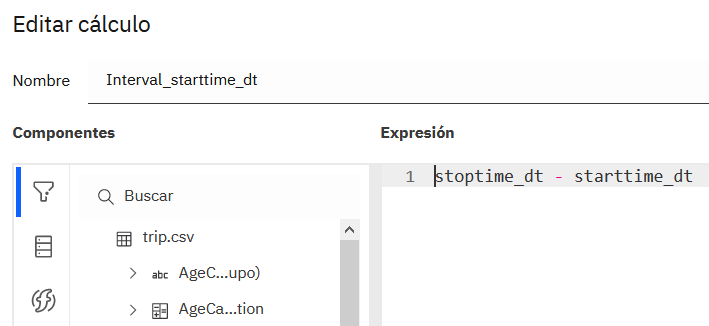 Editar cálculo
Nombre Interval_starttime_dt
Componentes Expresión
1 stoptime_dt - starttime_dt
Buscar
trip.csv
abc AgeC...upo)
AgeCa...tion